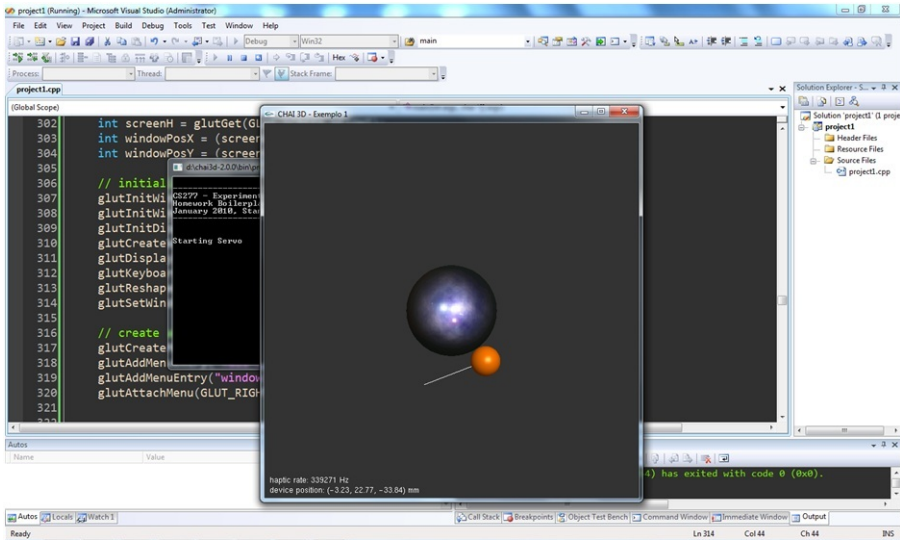 project1 (Running) - Microsoft Visual Studio (Administrator)
File Edit View Project Build Debug Tools Test Window Help
Debug Win32 main
Hex
Process: Thread: Stack Frame:
project1.cpp
(Global Scope)
302 int screenH = glutGet(GL
303 int windowPosX = (screen
304 int windowPosY = (screen
305
306 // initial
307 glutInitWi
308 glutInitWi
309 glutInitDi
310 glutCreate
311 glutDispla
312 glutKeyboa
313 glutReshap
314 glutSetWin
315
316 // create
317 glutCreate
318 glutAddMen
319 glutAddMenuEntry("window
320 glutAttachMenu(GLUT_RIGH
321
d:\chai3d-2.0.0\bin\pr
CS277 - Experiment
Homework Boilerpl
January 2010, Sta
Starting Servo
CHAI 3D - Exemplo 1
haptic rate: 339271 Hz
device position: (-3.23, 22.77, -33.84) mm
Solution Explorer - S...
Solution 'project1' (1 proje
project1
Header Files
Resource Files
Source Files
project1.cpp
Autos
Name Value
4) has exited with code 0 (0x0).
Autos Locals Watch 1
Call Stack Breakpoints Object Test Bench Command Window Immediate Window Output
Ready Ln 314 Col 44 Ch 44 INS